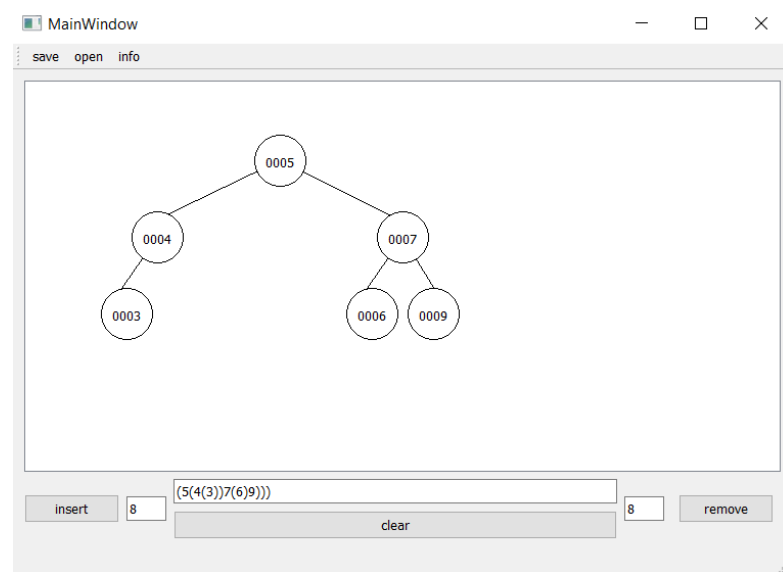 MainWindow
save open info
0005
0004 0007
0003 0006 0009
(5(4(3))7(6)9)))
insert 8 8 remove
clear